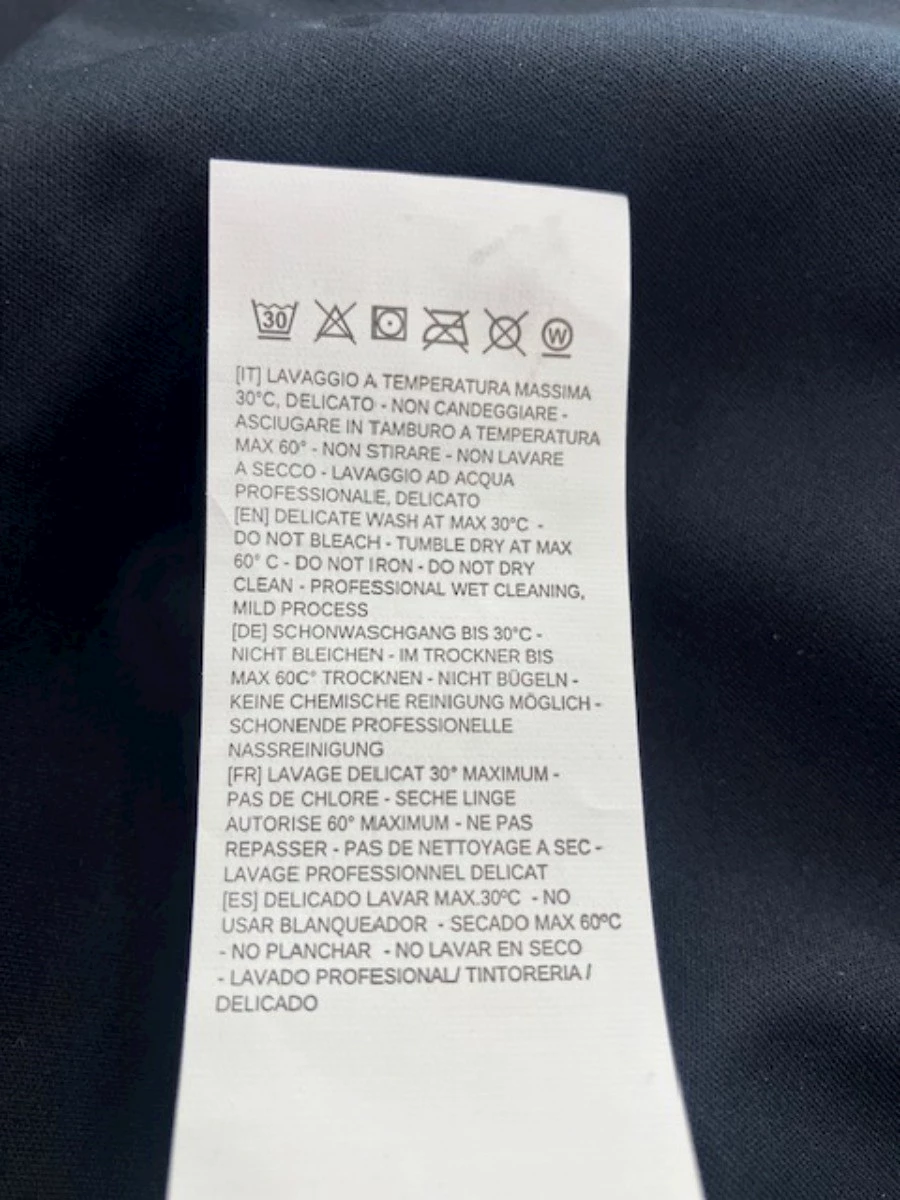 30 W
[IT] LAVAGGIO A TEMPERATURA MASSIMA
30°C, DELICATO - NON CANDEGGIARE -
ASCIUGARE IN TAMBURO A TEMPERATURA
MAX 60° - NON STIRARE - NON LAVARE
A SECCO - LAVAGGIO AD ACQUA
PROFESSIONALE, DELICATO
[EN] DELICATE WASH AT MAX 30°C -
DO NOT BLEACH - TUMBLE DRY AT MAX
60° C - DO NOT IRON - DO NOT DRY
CLEAN - PROFESSIONAL WET CLEANING,
MILD PROCESS
[DE] SCHONWASCHGANG BIS 30°C -
NICHT BLEICHEN - IM TROCKNER BIS
MAX 60C° TROCKNEN - NICHT BÜGELN -
KEINE CHEMISCHE REINIGUNG MÖGLICH -
SCHONENDE PROFESSIONELLE
NASSREINIGUNG
[FR] LAVAGE DELICAT 30° MAXIMUM -
PAS DE CHLORE - SECHE LINGE
AUTORISE 60° MAXIMUM - NE PAS
REPASSER - PAS DE NETTOYAGE A SEC -
LAVAGE PROFESSIONNEL DELICAT
[ES] DELICADO LAVAR MAX.30ºC - NO
USAR BLANQUEADOR - SECADO MAX 60ºC
- NO PLANCHAR - NO LAVAR EN SECO
- LAVADO PROFESIONAL/ TINTORERIA /
DELICADO